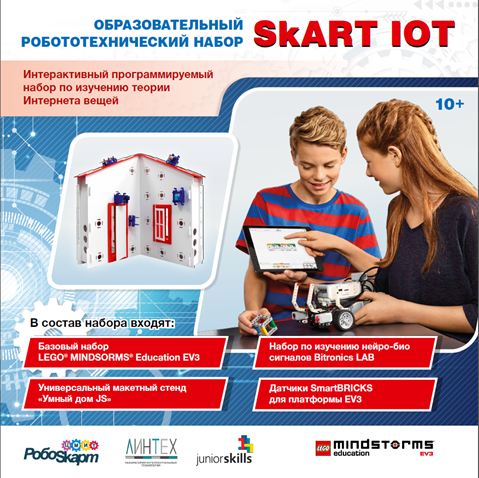 ОБРАЗОВАТЕЛЬНЫЙ
РОБОТОТЕХНИЧЕСКИЙ НАБОР
SkART IOT
Интерактивный программируемый
набор по изучению теории
Интернета вещей
10+
В состав набора входят:
Базовый набор
LEGO® MINDSORMS® Education EV3
Набор по изучению нейро-био
сигналов Bitronics LAB
Универсальный макетный стенд
«Умный дом JS»
Датчики SmartBRICKS
для платформы EV3
РобоSкарт
ЛИНТЕХ
juniorskills
LEGO mindstorms
education EV3